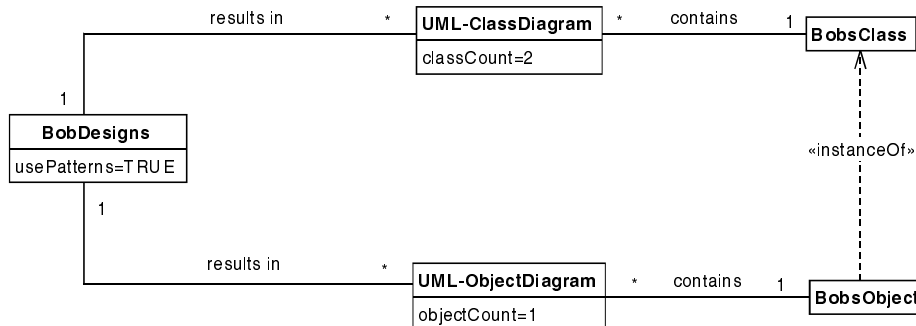 results in
*
UML-ClassDiagram
*
contains
1
BobsClass
classCount=2
1
BobDesigns
usePatterns=TRUE
«instanceOf»
1
results in
*
UML-ObjectDiagram
*
contains
1
BobsObject
objectCount=1